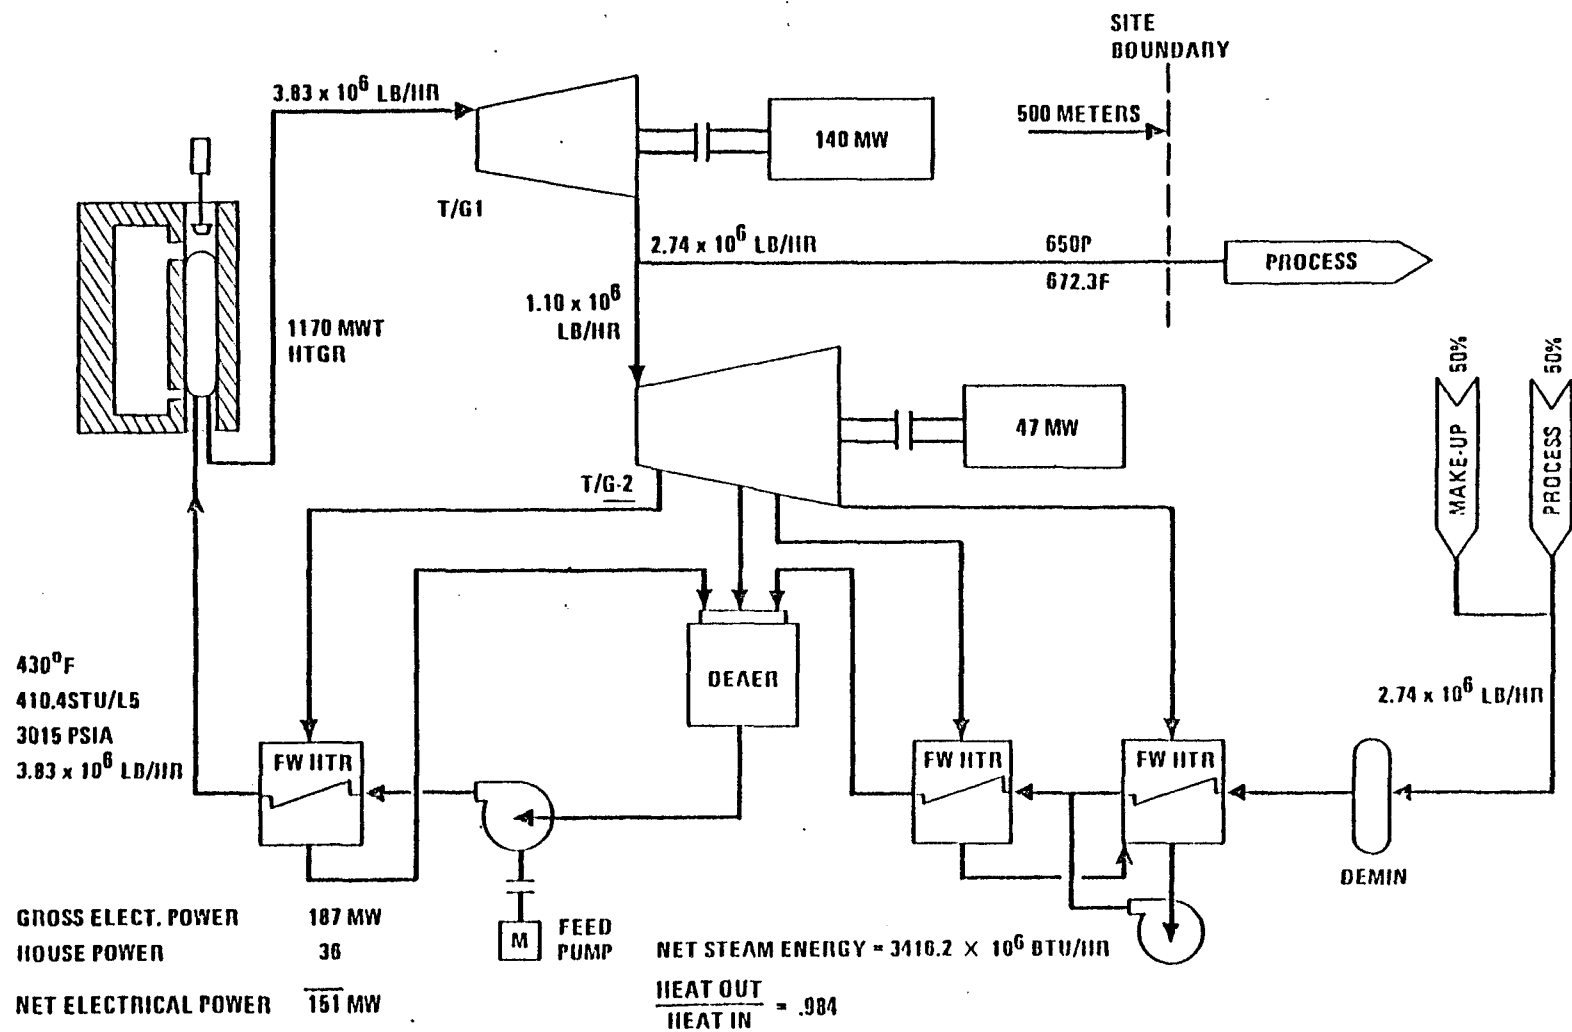 SITE
BOUNDARY
3.83 x 10⁶ LB/HR
500 METERS
140 MW
T/G1
2.74 x 10⁶ LB/HR
650P
672.3F
PROCESS
1.10 x 10⁶
LB/HR
1170 MWT
HTGR
50%
50%
MAKE-UP
PROCESS
47 MW
T/G-2
430⁰F
410.4STU/L5
3015 PSIA
3.83 x 10⁶ LB/HR
DEAER
2.74 x 10⁶ LB/HR
FW HTR
FW HTR
FW HTR
DEMIN
GROSS ELECT. POWER 187 MW
HOUSE POWER 36
NET ELECTRICAL POWER 151 MW
M
FEED
PUMP
NET STEAM ENERGY = 3416.2 × 10⁶ BTU/HR
HEAT OUT
HEAT IN
= .984